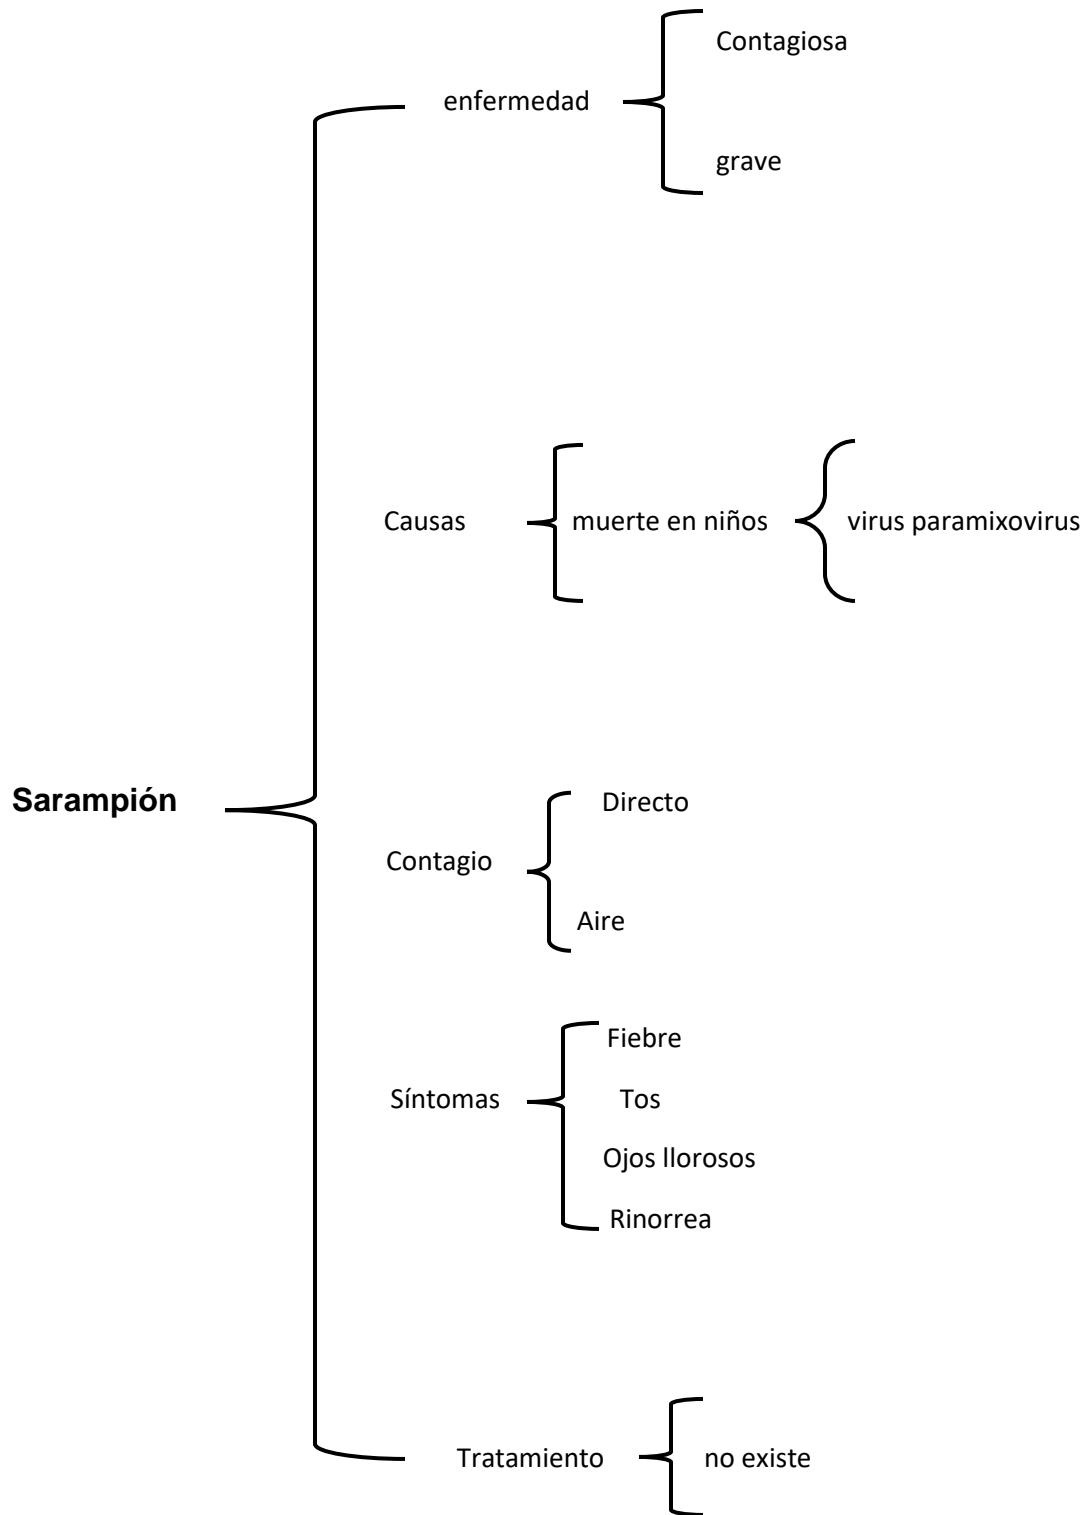 Sarampión
enfermedad
Contagiosa
grave
Causas
muerte en niños
virus paramixovirus
Contagio
Directo
Aire
Síntomas
Fiebre
Tos
Ojos llorosos
Rinorrea
Tratamiento
no existe